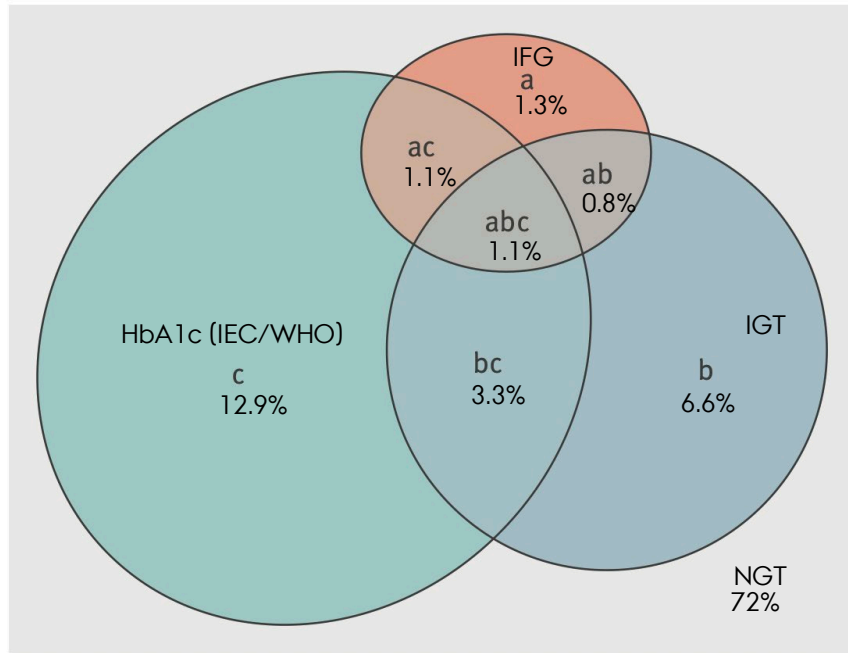 IFG
a
1.3%
ac
1.1%
ab
0.8%
abc
1.1%
HbA1c (IEC/WHO)
c
12.9%
bc
3.3%
IGT
b
6.6%
NGT
72%